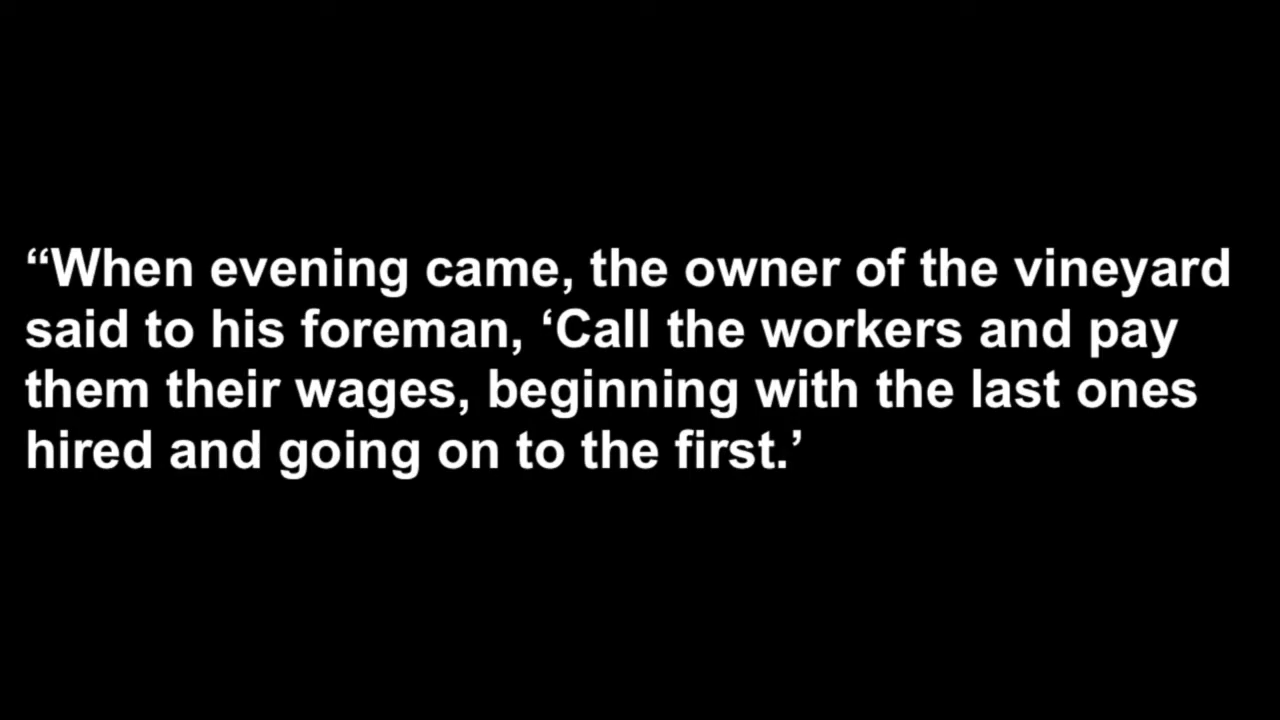 “When evening came, the owner of the vineyard
said to his foreman, ‘Call the workers and pay
them their wages, beginning with the last ones
hired and going on to the first.’